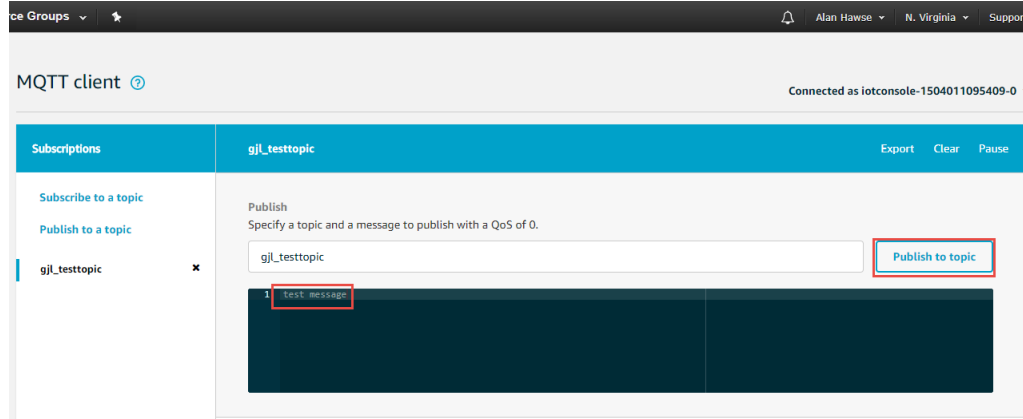 rce Groups
Alan Hawse
N. Virginia
Suppor
MQTT client
Connected as iotconsole-1504011095409-0
Subscriptions
gjl_testtopic
Export
Clear
Pause
Subscribe to a topic
Publish to a topic
gjl_testtopic
Publish
Specify a topic and a message to publish with a QoS of 0.
gjl_testtopic
Publish to topic
1 test message